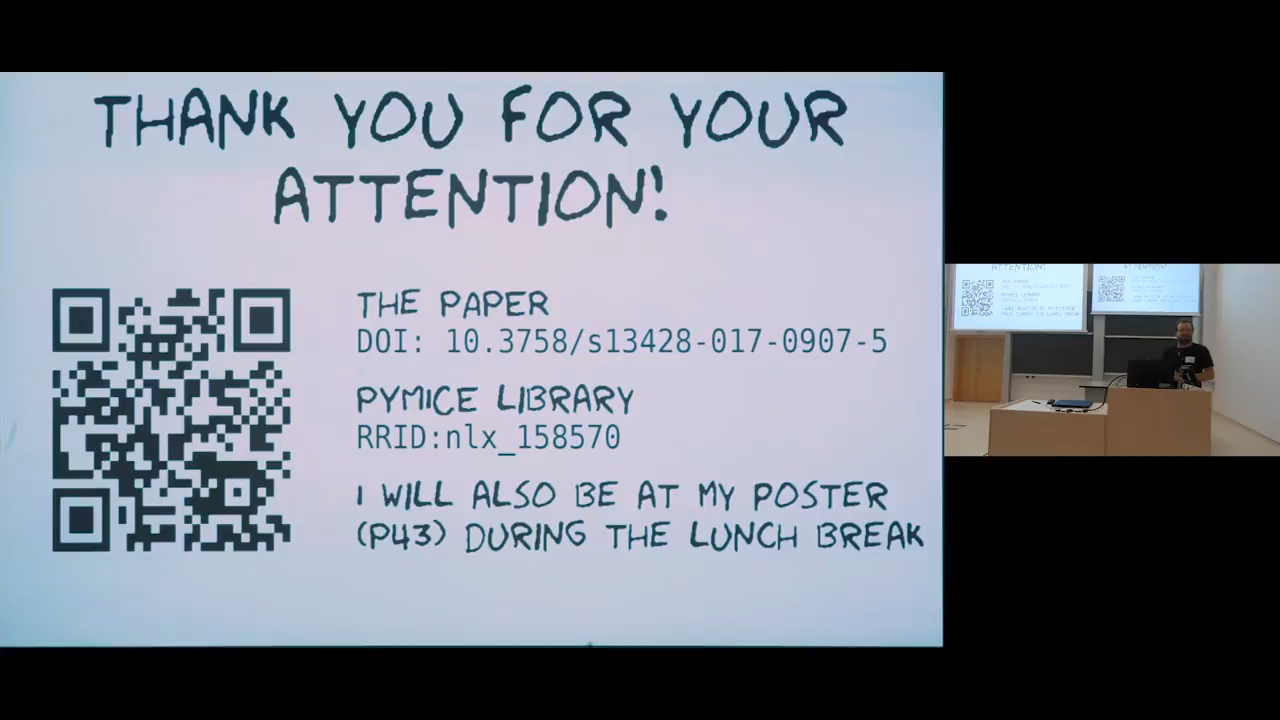 THANK YOU FOR YOUR
ATTENTION!
THE PAPER
DOI: 10.3758/s13428-017-0907-5
PYMICE LIBRARY
RRID:nlx_158570
I WILL ALSO BE AT MY POSTER
(P43) DURING THE LUNCH BREAK